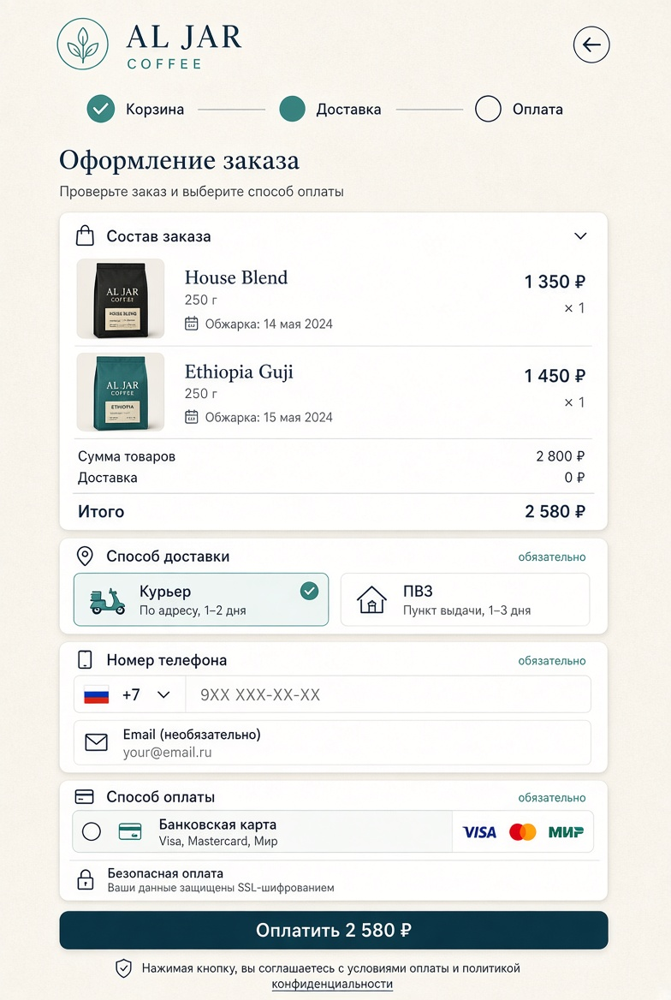 AL JAR
COFFEE
Корзина
Доставка
Оплата
Оформление заказа
Проверьте заказ и выберите способ оплаты
Состав заказа
AL JAR
COFFEE
HOUSE BLEND
House Blend
250 г
Обжарка: 14 мая 2024
1 350 ₽
× 1
AL JAR
COFFEE
ETHIOPIA
Ethiopia Guji
250 г
Обжарка: 15 мая 2024
1 450 ₽
× 1
Сумма товаров 2 800 ₽
Доставка 0 ₽
Итого 2 580 ₽
Способ доставки обязательно
Курьер
По адресу, 1–2 дня
ПВЗ
Пункт выдачи, 1–3 дня
Номер телефона обязательно
+7 9XX XXX-XX-XX
Email (необязательно)
your@email.ru
Способ оплаты обязательно
Банковская карта
Visa, Mastercard, Мир
VISA МИР
Безопасная оплата
Ваши данные защищены SSL-шифрованием
Оплатить 2 580 ₽
Нажимая кнопку, вы соглашаетесь с условиями оплаты и политикой
конфиденциальности